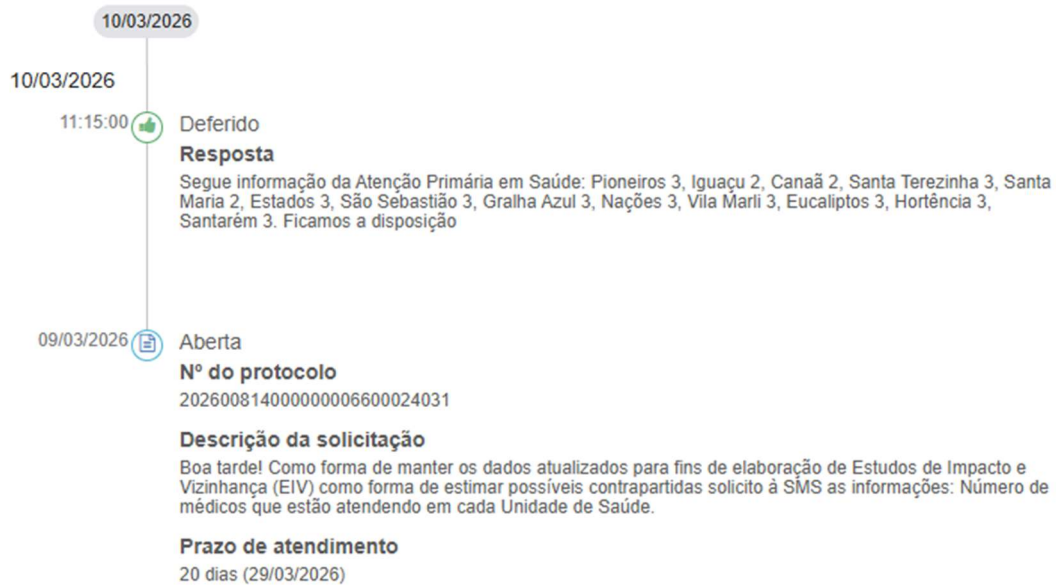 10/03/2026
10/03/2026
11:15:00 Deferido
Resposta
Segue informação da Atenção Primária em Saúde: Pioneiros 3, Iguaçu 2, Canaã 2, Santa Terezinha 3, Santa
Maria 2, Estados 3, São Sebastião 3, Gralha Azul 3, Nações 3, Vila Marli 3, Eucaliptos 3, Hortência 3,
Santarém 3. Ficamos a disposição
09/03/2026 Aberta
Nº do protocolo
202600814000000006600024031
Descrição da solicitação
Boa tarde! Como forma de manter os dados atualizados para fins de elaboração de Estudos de Impacto e
Vizinhança (EIV) como forma de estimar possíveis contrapartidas solicito à SMS as informações: Número de
médicos que estão atendendo em cada Unidade de Saúde.
Prazo de atendimento
20 dias (29/03/2026)